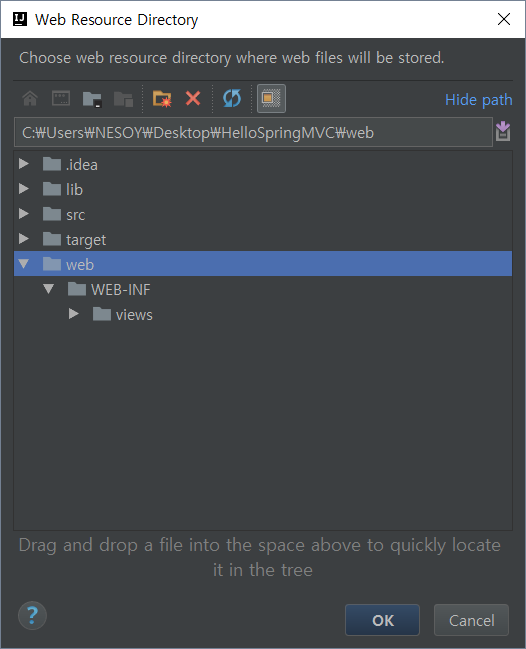 IJ Web Resource Directory
Choose web resource directory where web files will be stored.
Hide path
C:₩Users₩NESOY₩Desktop₩HelloSpringMVC₩web
.idea
lib
src
target
web
WEB-INF
views
Drag and drop a file into the space above to quickly locate
it in the tree
? OK Cancel